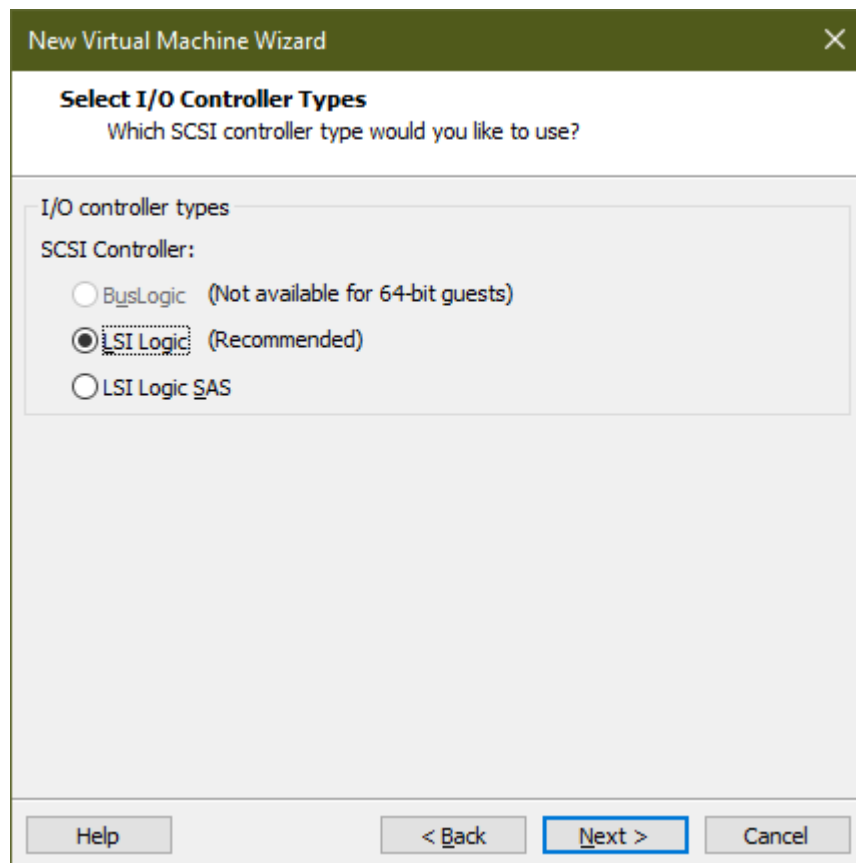 New Virtual Machine Wizard
Select I/O Controller Types
Which SCSI controller type would you like to use?
I/O controller types
SCSI Controller:
BusLogic (Not available for 64-bit guests)
LSI Logic (Recommended)
LSI Logic SAS
Help < Back Next > Cancel